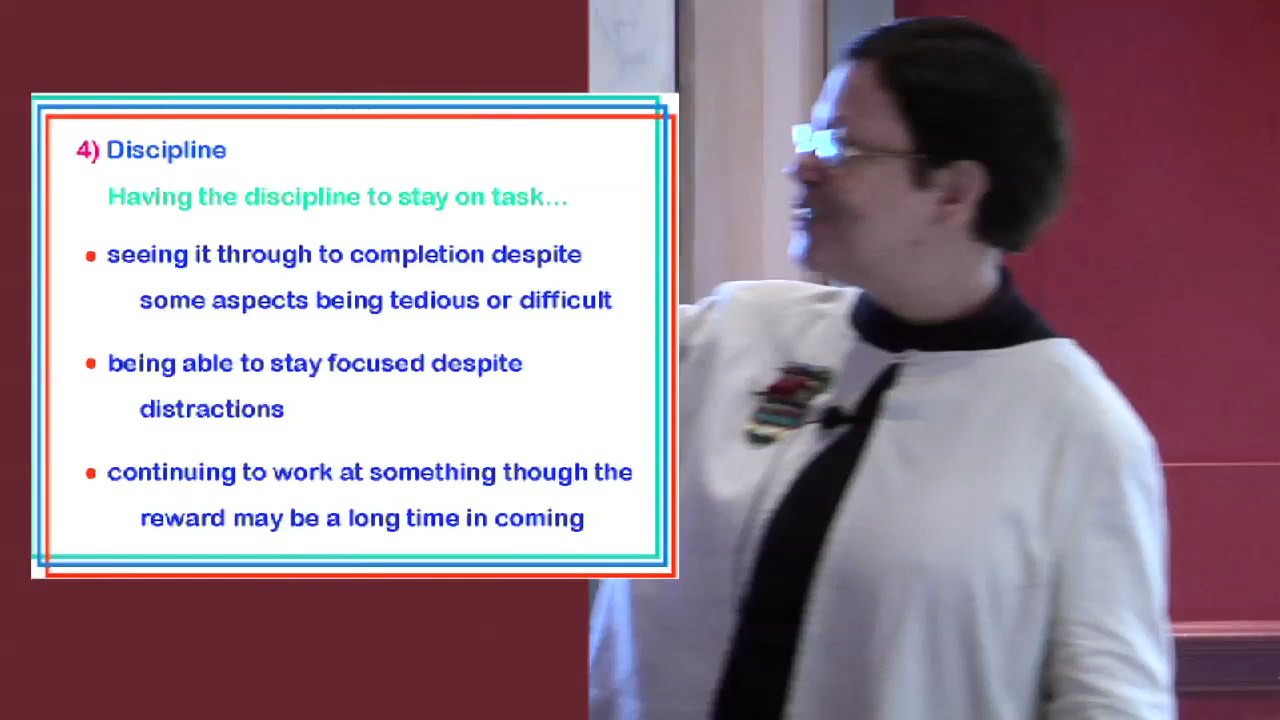 4) Discipline
Having the discipline to stay on task...
• seeing it through to completion despite
some aspects being tedious or difficult
• being able to stay focused despite
distractions
• continuing to work at something though the
reward may be a long time in coming